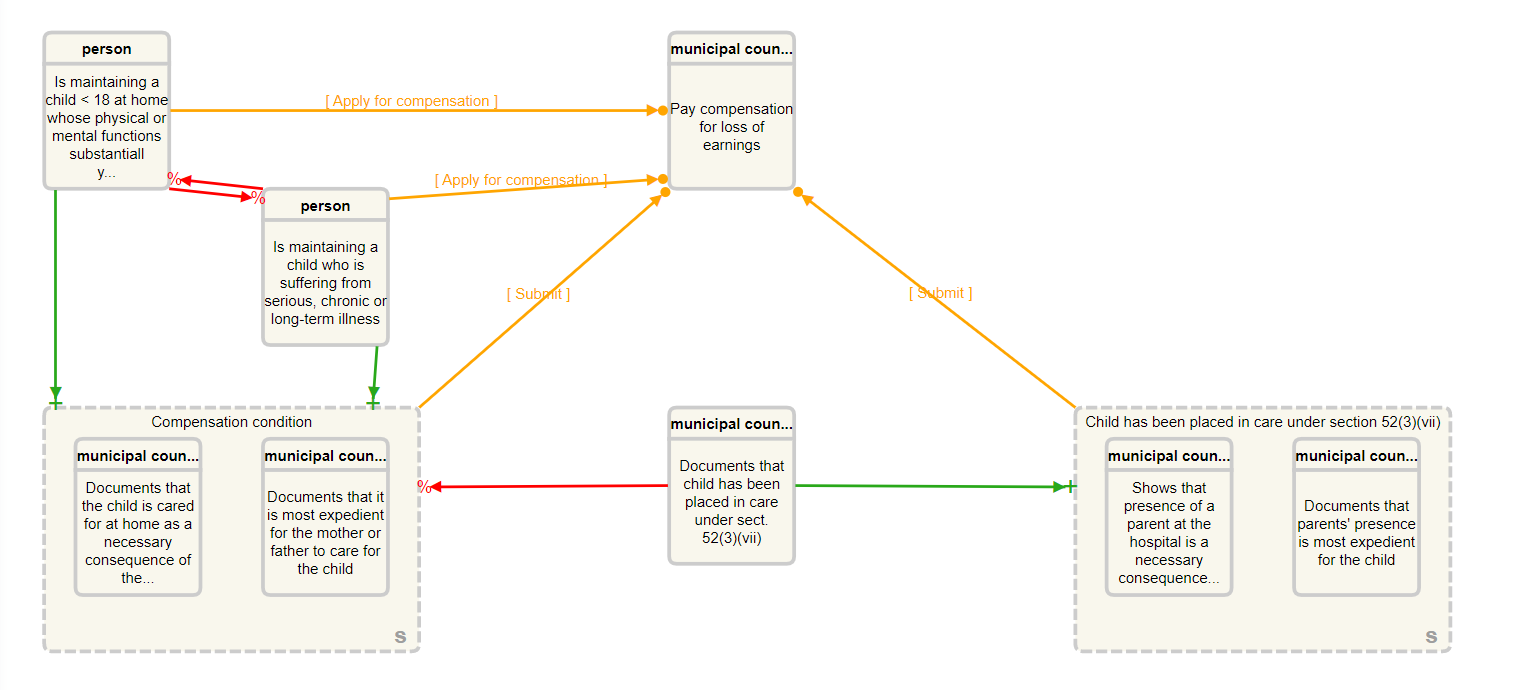 person
Is maintaining a
child < 18 at home
whose physical or
mental functions
substantiall
y...
[ Apply for compensation ]
municipal coun...
Pay compensation
for loss of
earnings
%
%
[ Apply for compensation ]
person
Is maintaining a
child who is
suffering from
serious, chronic or
long-term illness
[ Submit ]
[ Submit ]
+
+
Compensation condition
municipal coun...
Documents that
the child is cared
for at home as a
necessary
consequence of
the...
municipal coun...
Documents that it
is most expedient
for the mother or
father to care for
the child
S
%
municipal coun...
Documents that
child has been
placed in care
under sect.
52(3)(vii)
+
Child has been placed in care under section 52(3)(vii)
municipal coun...
Shows that
presence of a
parent at the
hospital is a
necessary
consequence...
municipal coun...
Documents that
parents' presence
is most expedient
for the child
S